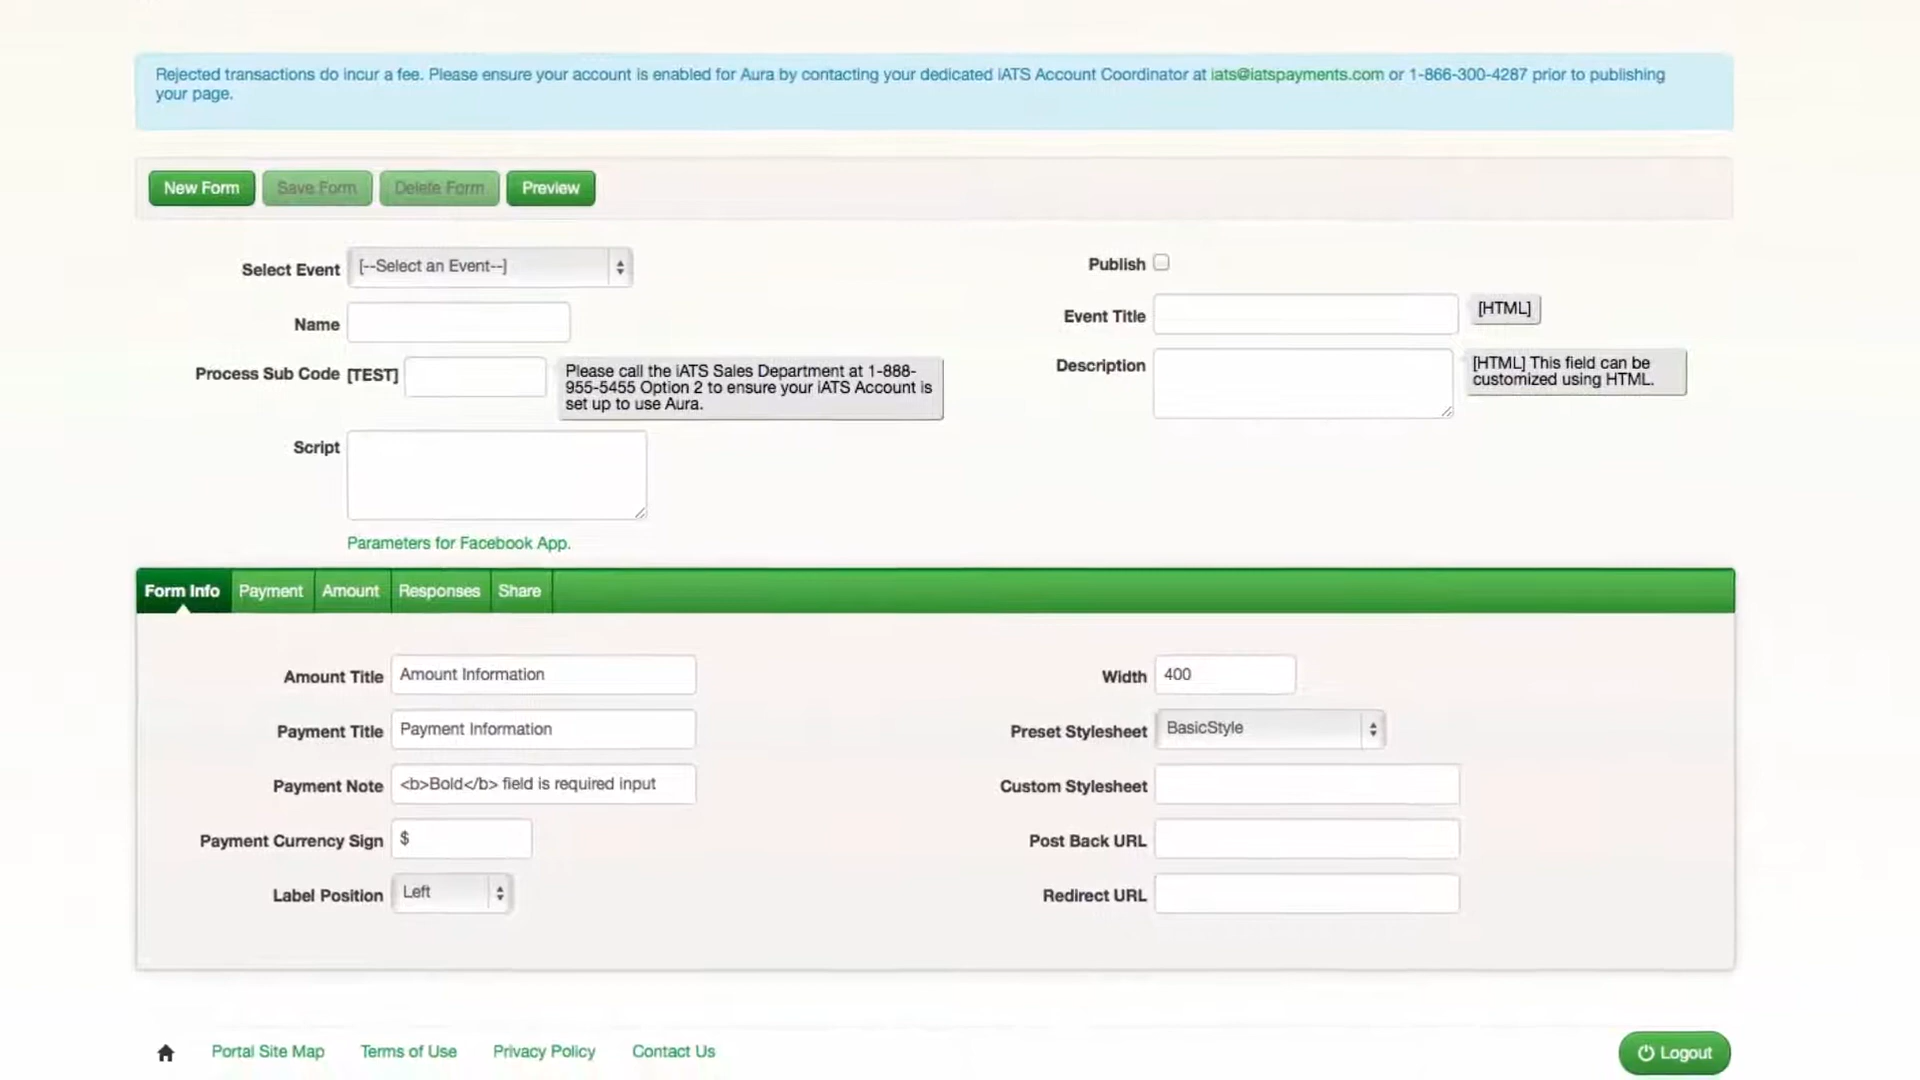 Rejected transactions do incur a fee. Please ensure your account is enabled for Aura by contacting your dedicated iATS Account Coordinator at iats@iatspayments.com or 1-866-300-4287 prior to publishing
your page.
New Form Save Form Delete Form Preview
Select Event [--Select an Event--]
Publish
Name
Event Title [HTML]
Process Sub Code [TEST]
Please call the iATS Sales Department at 1-888-
955-5455 Option 2 to ensure your iATS Account is
set up to use Aura.
Description
[HTML] This field can be
customized using HTML.
Script
Parameters for Facebook App.
Form Info Payment Amount Responses Share
Amount Title Amount Information
Width 400
Payment Title Payment Information
Preset Stylesheet BasicStyle
Payment Note <b>Bold</b> field is required input
Custom Stylesheet
Payment Currency Sign $
Post Back URL
Label Position Left
Redirect URL
Portal Site Map Terms of Use Privacy Policy Contact Us Logout